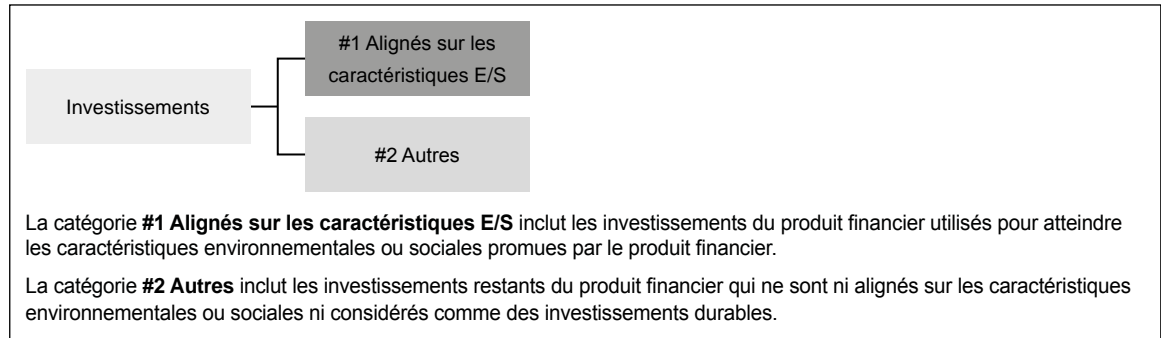 #1 Alignés sur les
caractéristiques E/S
Investissements
#2 Autres
La catégorie #1 Alignés sur les caractéristiques E/S inclut les investissements du produit financier utilisés pour atteindre
les caractéristiques environnementales ou sociales promues par le produit financier.
La catégorie #2 Autres inclut les investissements restants du produit financier qui ne sont ni alignés sur les caractéristiques
environnementales ou sociales ni considérés comme des investissements durables.